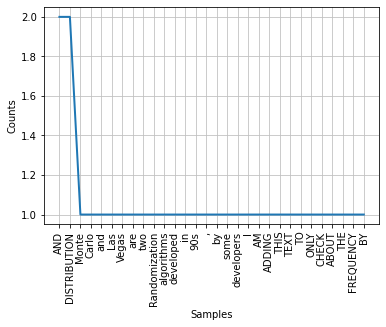 2.0
1.8
1.6
1.4
1.2
1.0
Counts
AND
DISTRIBUTION
Monte
Carlo
and
Las
Vegas
are
two
Randomization
algorithms
developed
in
90s
,
by
some
developers
I
AM
ADDING
THIS
TEXT
TO
ONLY
CHECK
ABOUT
THE
FREQUENCY
BY
Samples